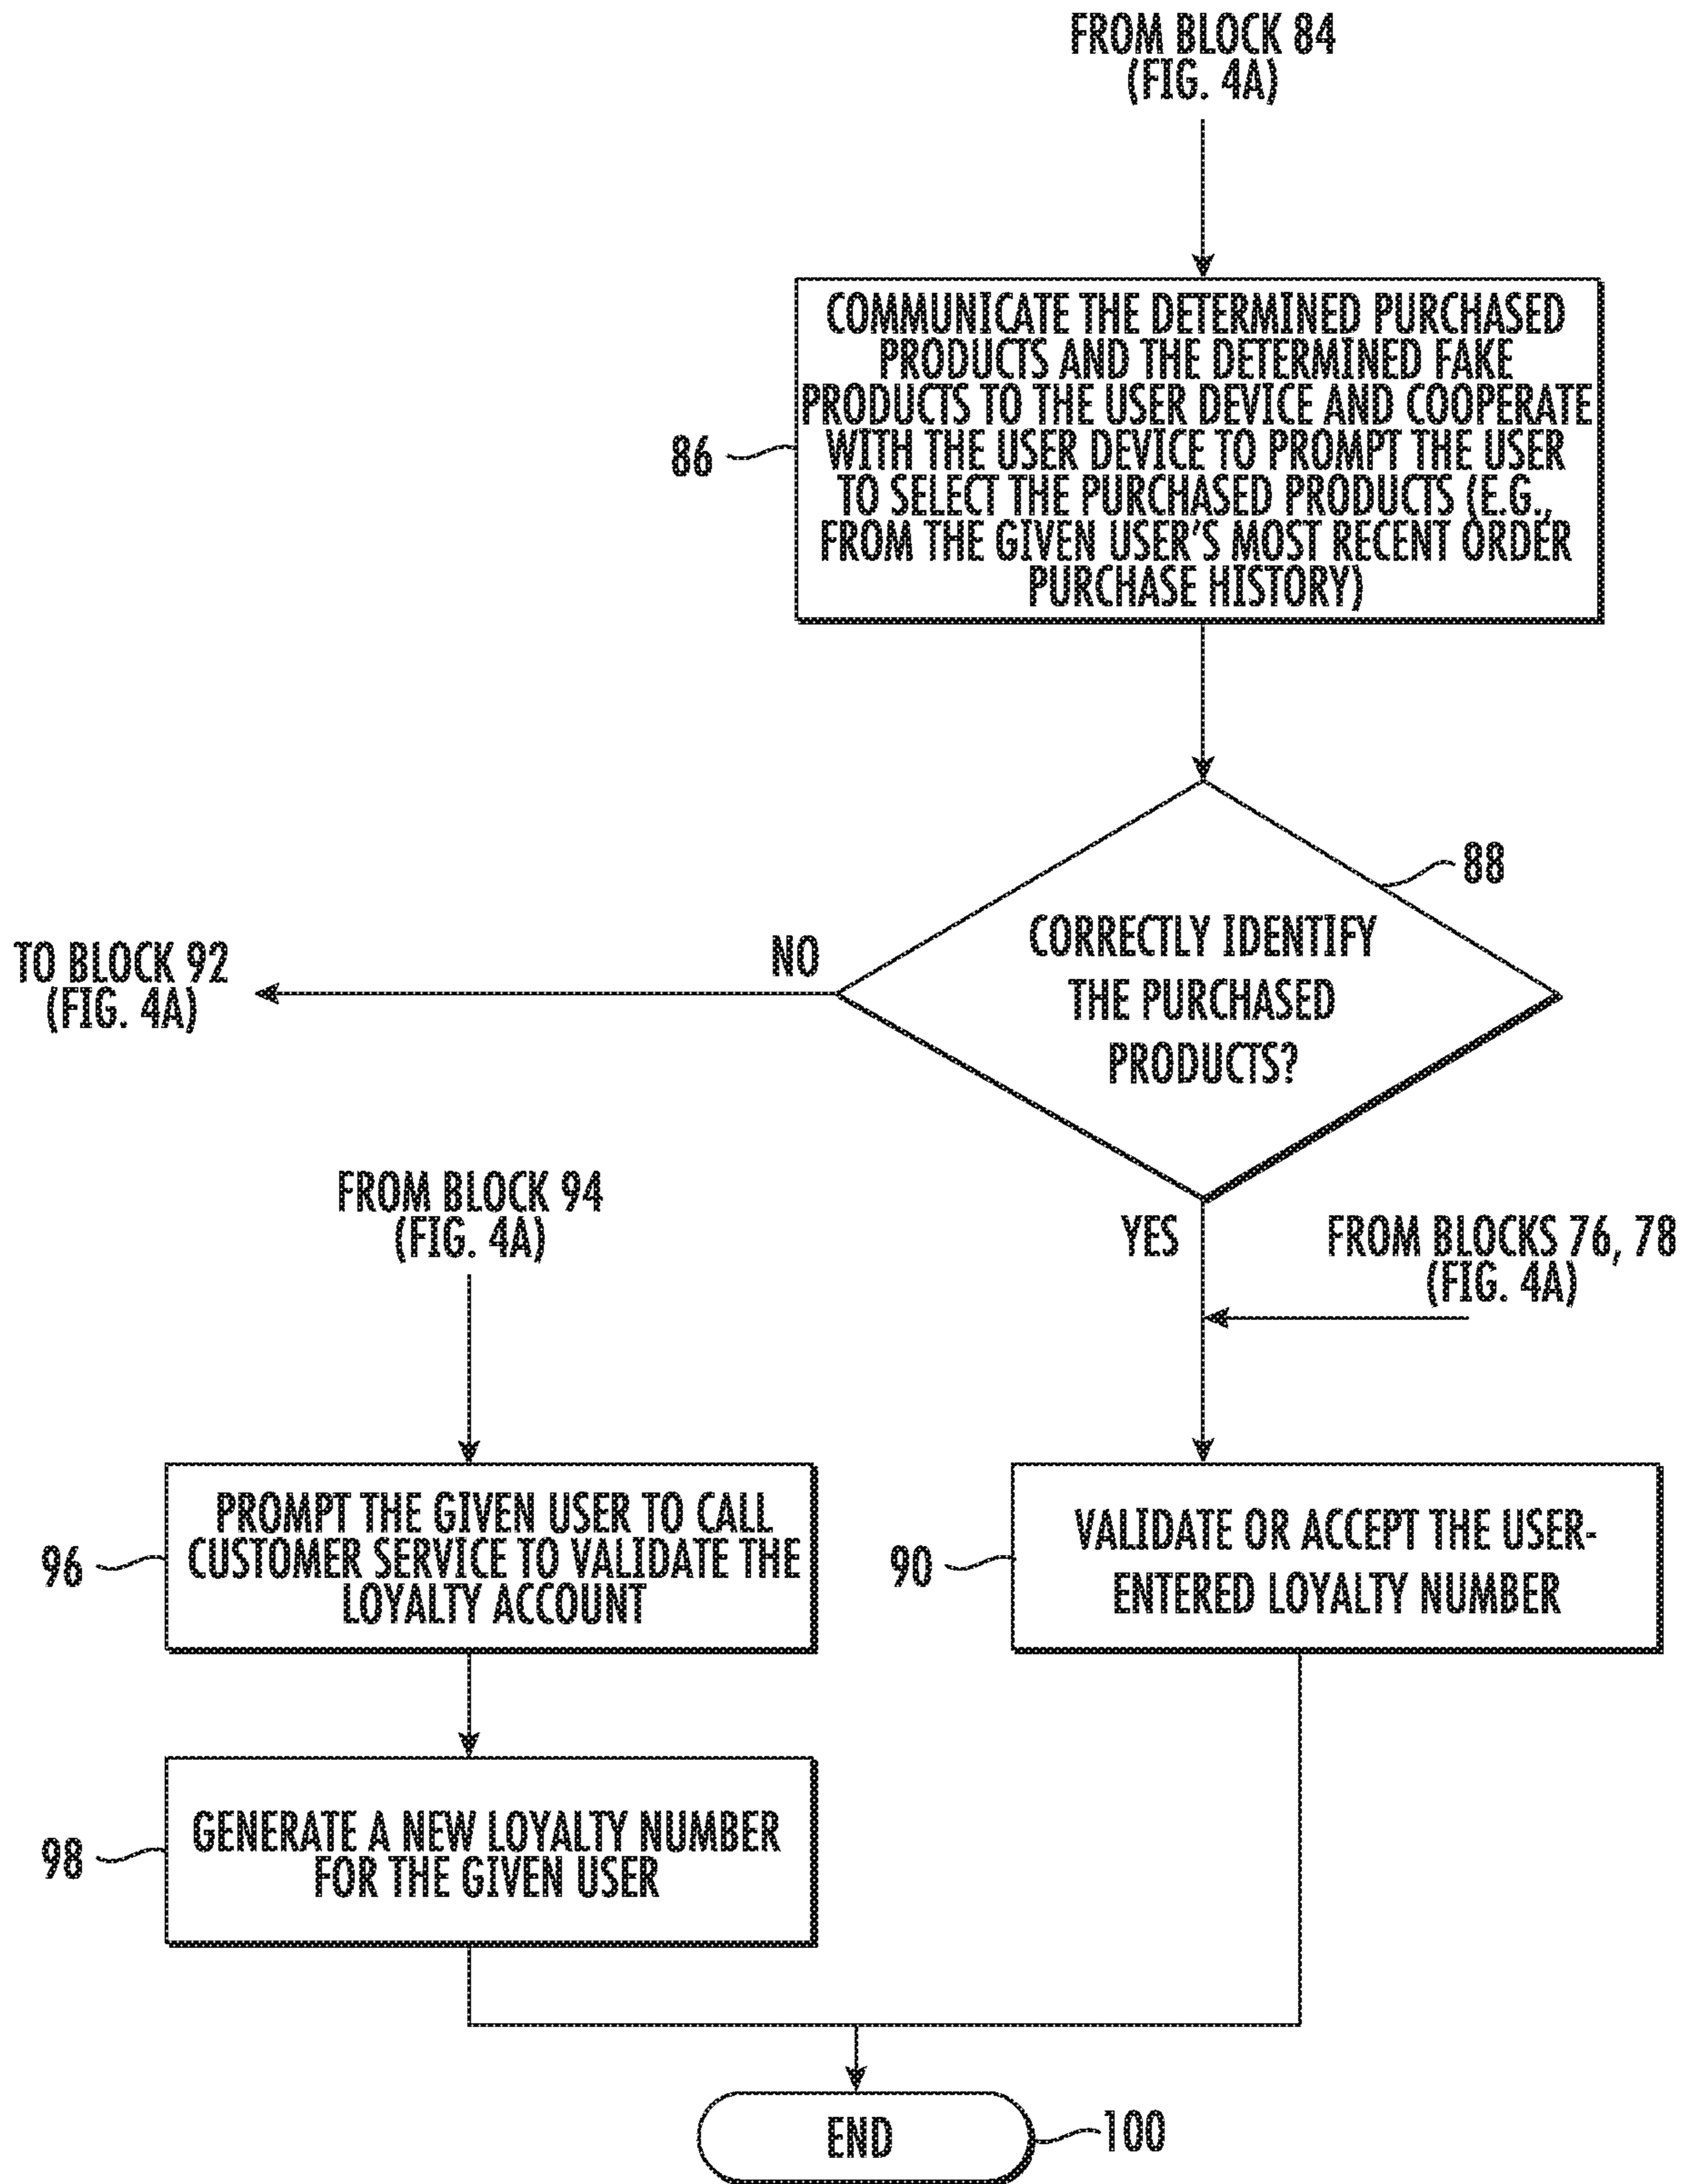 FROM BLOCK 84
(FIG. 4A)
COMMUNICATE THE DETERMINED PURCHASED
PRODUCTS AND THE DETERMINED FAKE
PRODUCTS TO THE USER DEVICE AND COOPERATE
WITH THE USER DEVICE TO PROMPT THE USER
TO SELECT THE PURCHASED PRODUCTS (E.G.,
FROM THE GIVEN USER'S MOST RECENT ORDER
PURCHASE HISTORY)
86
88
CORRECTLY IDENTIFY
THE PURCHASED
PRODUCTS?
NO
TO BLOCK 92
(FIG. 4A)
FROM BLOCK 94
(FIG. 4A)
YES
FROM BLOCKS 76, 78
(FIG. 4A)
96
PROMPT THE GIVEN USER TO CALL
CUSTOMER SERVICE TO VALIDATE THE
LOYALTY ACCOUNT
90
VALIDATE OR ACCEPT THE USER-
ENTERED LOYALTY NUMBER
98
GENERATE A NEW LOYALTY NUMBER
FOR THE GIVEN USER
END
100